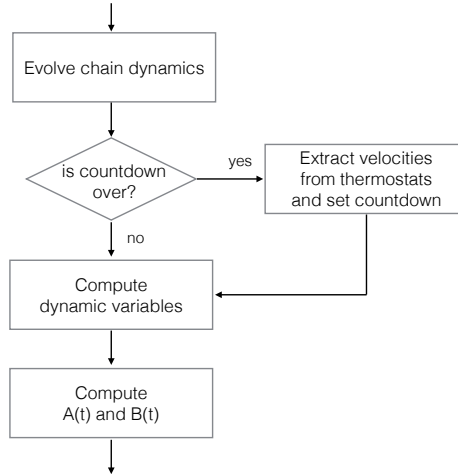 Evolve chain dynamics
is countdown
over?
yes
Extract velocities
from thermostats
and set countdown
no
Compute
dynamic variables
Compute
A(t) and B(t)